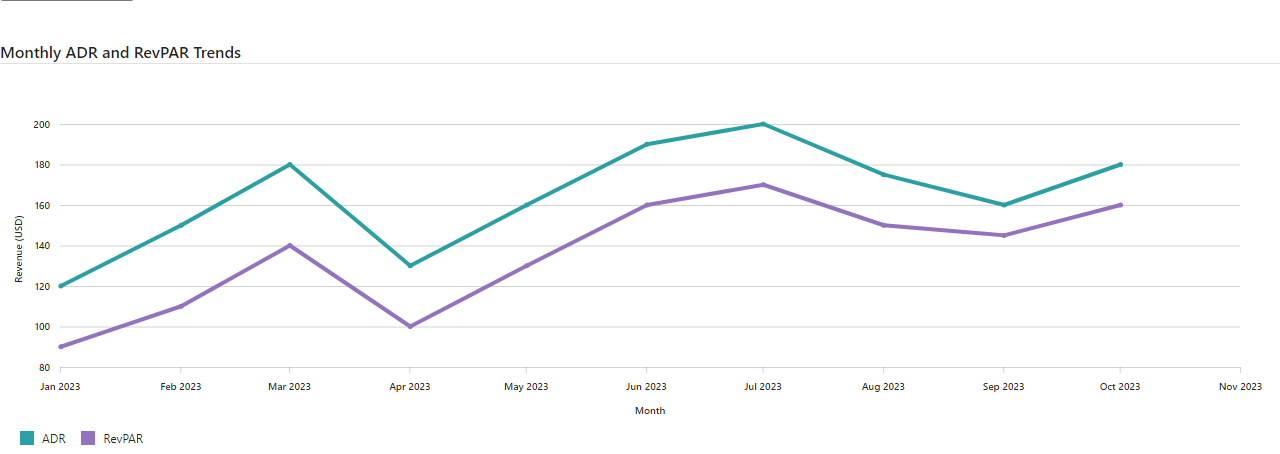 Monthly ADR and RevPAR Trends
200
180
160
140
120
100
80
Revenue (USD)
Jan 2023 Feb 2023 Mar 2023 Apr 2023 May 2023 Jun 2023 Jul 2023 Aug 2023 Sep 2023 Oct 2023 Nov 2023
Month
ADR RevPAR